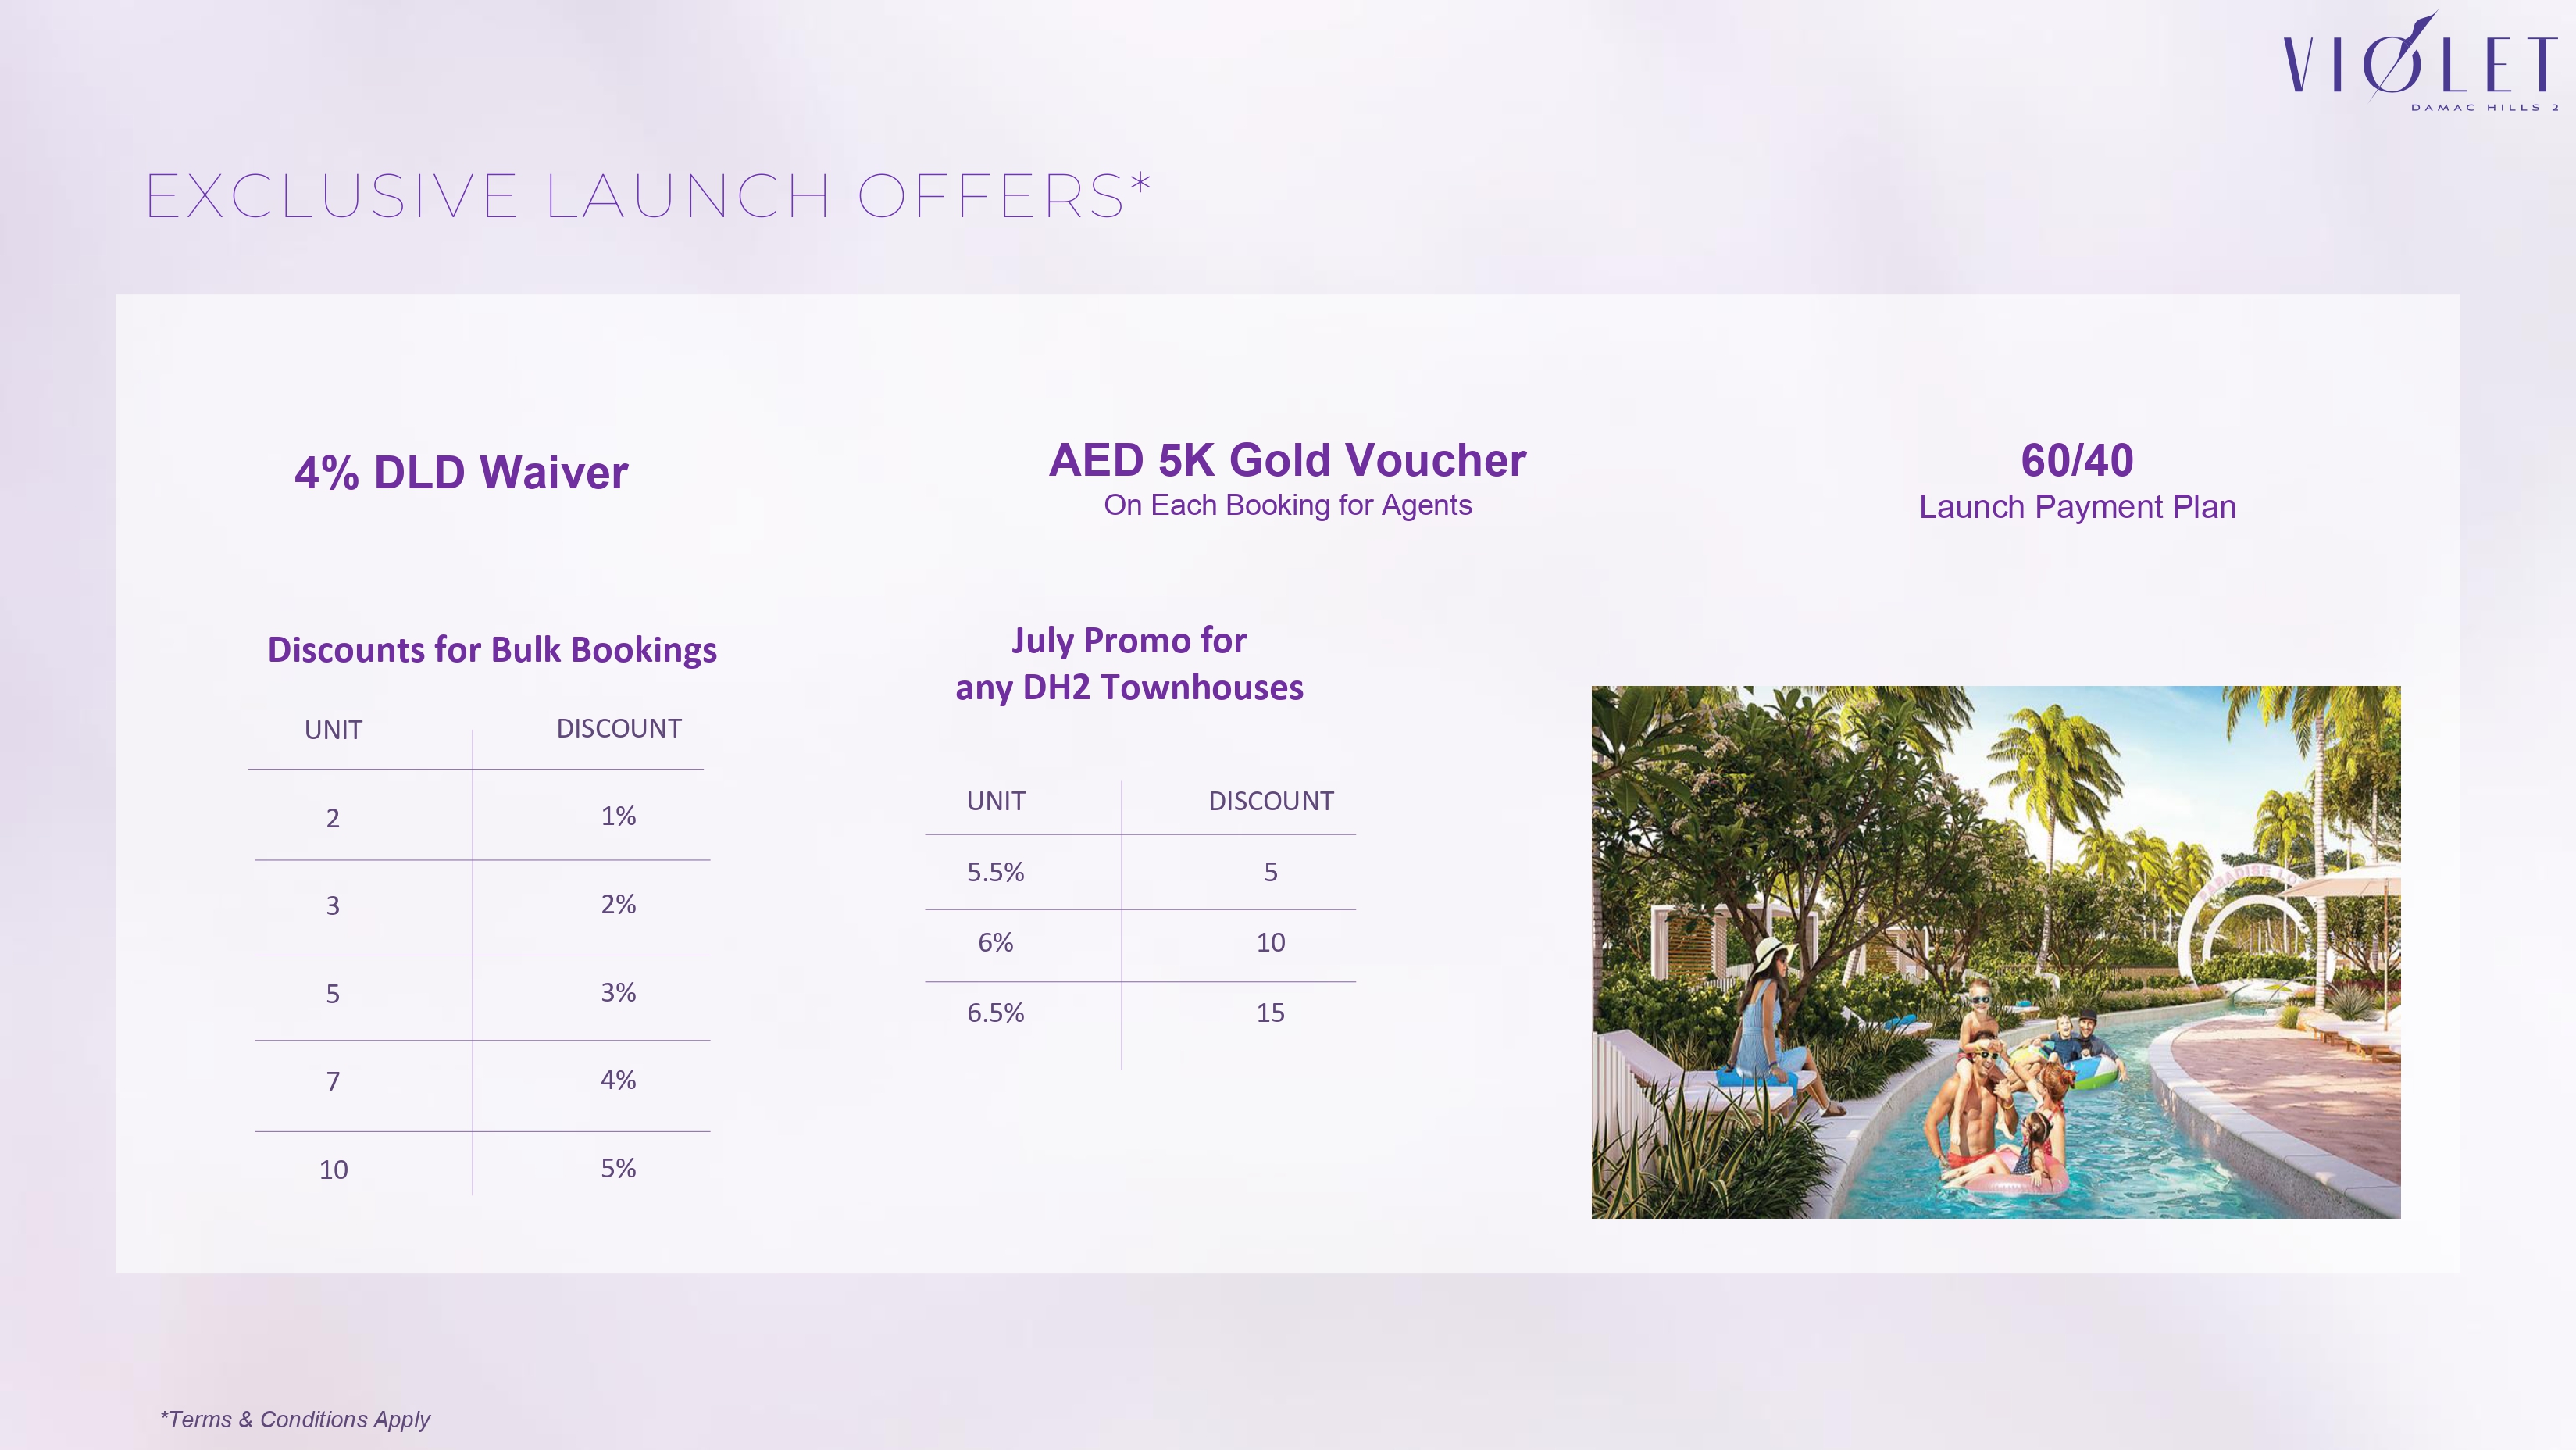 VIOLET
DAMAC HILLS 2
EXCLUSIVE LAUNCH OFFERS*
4% DLD Waiver
AED 5K Gold Voucher
On Each Booking for Agents
60/40
Launch Payment Plan
Discounts for Bulk Bookings
UNIT DISCOUNT
2 1%
3 2%
5 3%
7 4%
10 5%
July Promo for
any DH2 Townhouses
UNIT DISCOUNT
5.5% 5
6% 10
6.5% 15
PARADISE
*Terms & Conditions Apply